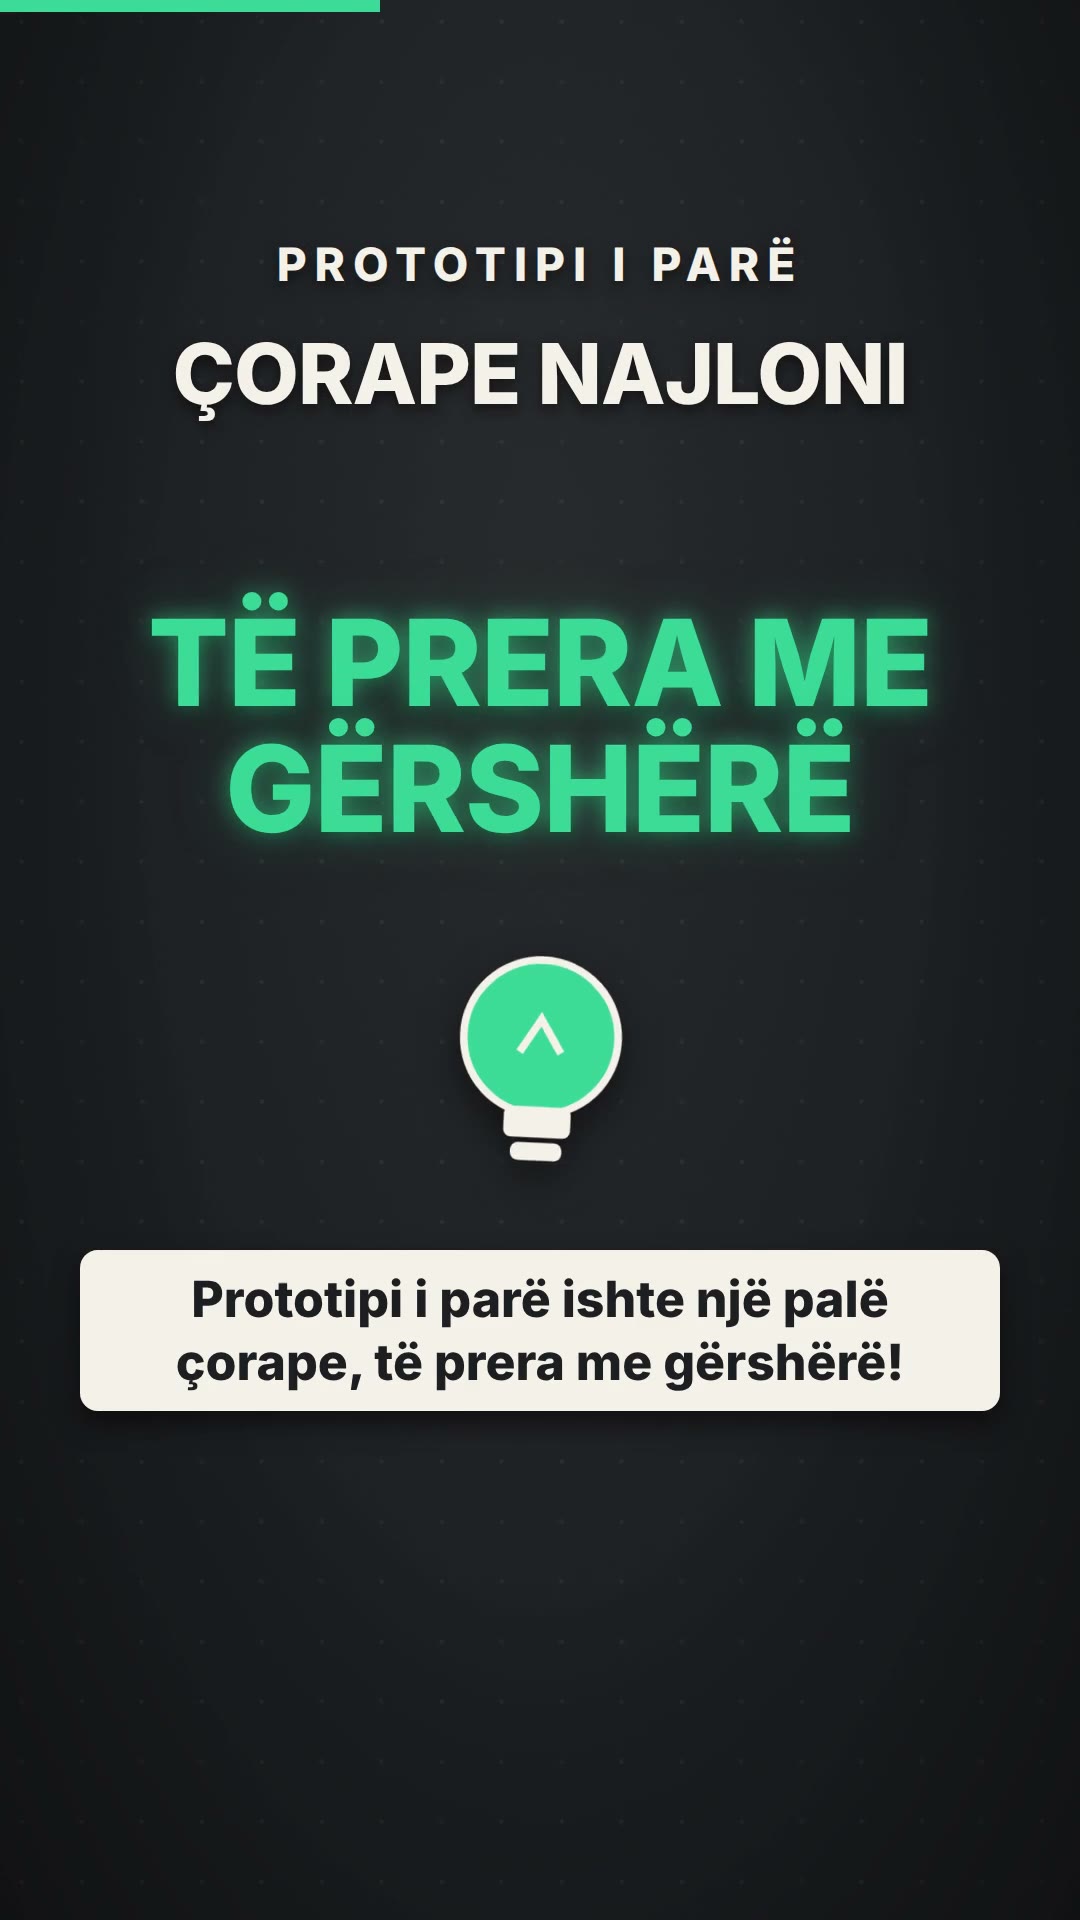 PROTOTIPI I PARË
ÇORAPE NAJLONI
TË PRERA ME
GËRSHËRË
Prototipi i parë ishte një palë
çorape, të prera me gërshërë!